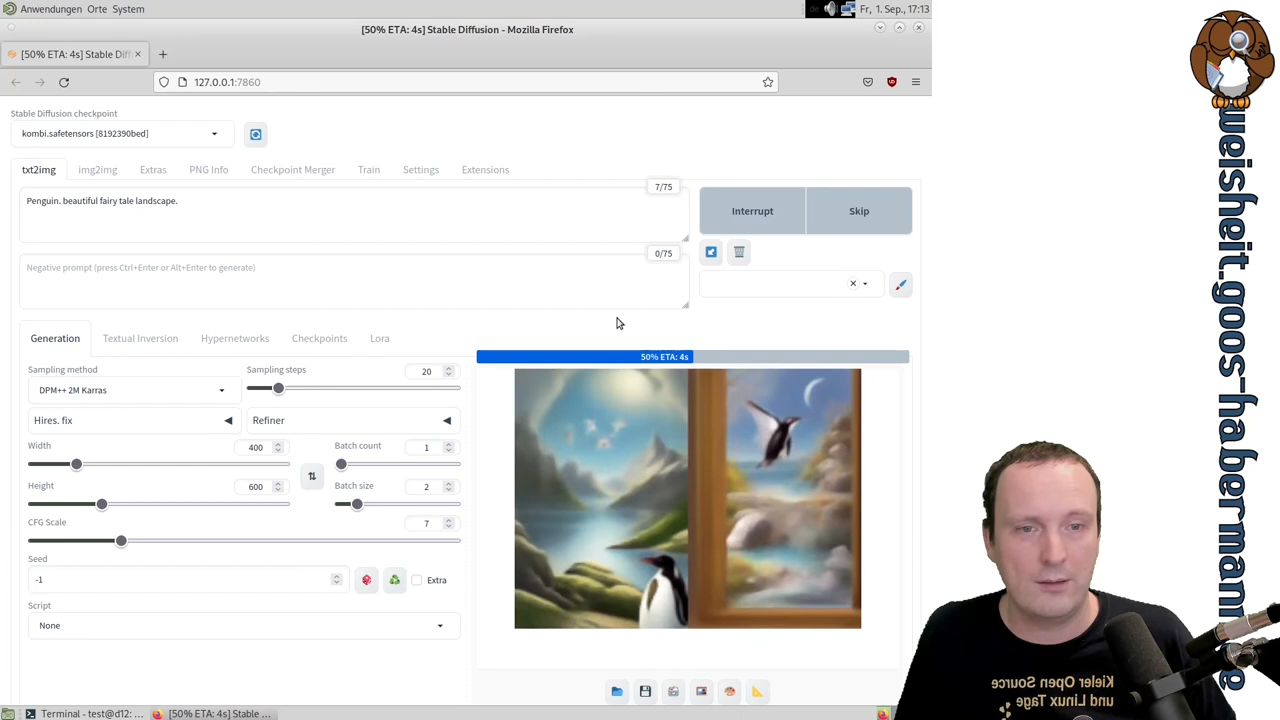 Anwendungen Orte System
de
Fr, 1. Sep., 17:13
[50% ETA: 4s] Stable Diffusion - Mozilla Firefox
[50% ETA: 4s] Stable Diff
127.0.0.1:7860
Stable Diffusion checkpoint
kombi.safetensors [8192390bed]
txt2img img2img Extras PNG Info Checkpoint Merger Train Settings Extensions
7/75
Penguin. beautiful fairy tale landscape.
Interrupt Skip
0/75
Negative prompt (press Ctrl+Enter or Alt+Enter to generate)
Generation Textual Inversion Hypernetworks Checkpoints Lora
50% ETA: 4s
Sampling method
DPM++ 2M Karras
Sampling steps
20
Hires. fix
Refiner
Width
400
Batch count
1
Height
600
Batch size
2
CFG Scale
7
Seed
-1
Extra
Script
None
Terminal - test@d12: ...
[50% ETA: 4s] Stable ...
weisheit.goos-habermann.de
Kieler Open Source
und Linux Tage